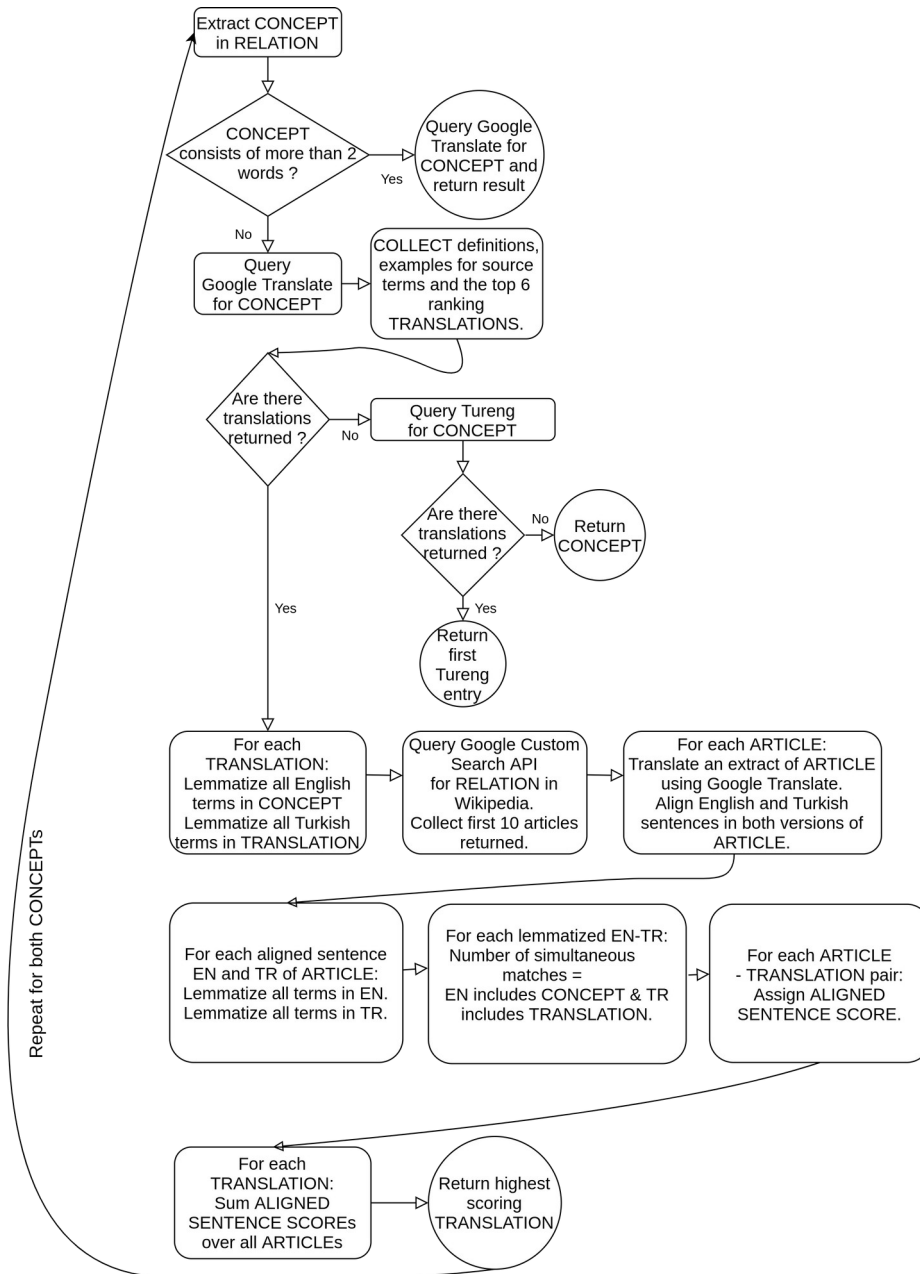 Extract CONCEPT
in RELATION
CONCEPT
consists of more than 2
words ?
Yes
Query Google
Translate for
CONCEPT and
return result
No
Query
Google Translate
for CONCEPT
COLLECT definitions,
examples for source
terms and the top 6
ranking
TRANSLATIONS.
Are there
translations
returned ?
No
Query Tureng
for CONCEPT
Are there
translations
returned ?
No
Return
CONCEPT
Yes
Return
first
Tureng
entry
Yes
For each
TRANSLATION:
Lemmatize all English
terms in CONCEPT
Lemmatize all Turkish
terms in TRANSLATION
Query Google Custom
Search API
for RELATION in
Wikipedia.
Collect first 10 articles
returned.
For each ARTICLE:
Translate an extract of ARTICLE
using Google Translate.
Align English and Turkish
sentences in both versions of
ARTICLE.
For each aligned sentence
EN and TR of ARTICLE:
Lemmatize all terms in EN.
Lemmatize all terms in TR.
For each lemmatized EN-TR:
Number of simultaneous
matches =
EN includes CONCEPT & TR
includes TRANSLATION.
For each ARTICLE
- TRANSLATION pair:
Assign ALIGNED
SENTENCE SCORE.
For each
TRANSLATION:
Sum ALIGNED
SENTENCE SCOREs
over all ARTICLEs
Return highest
scoring
TRANSLATION
Repeat for both CONCEPTs